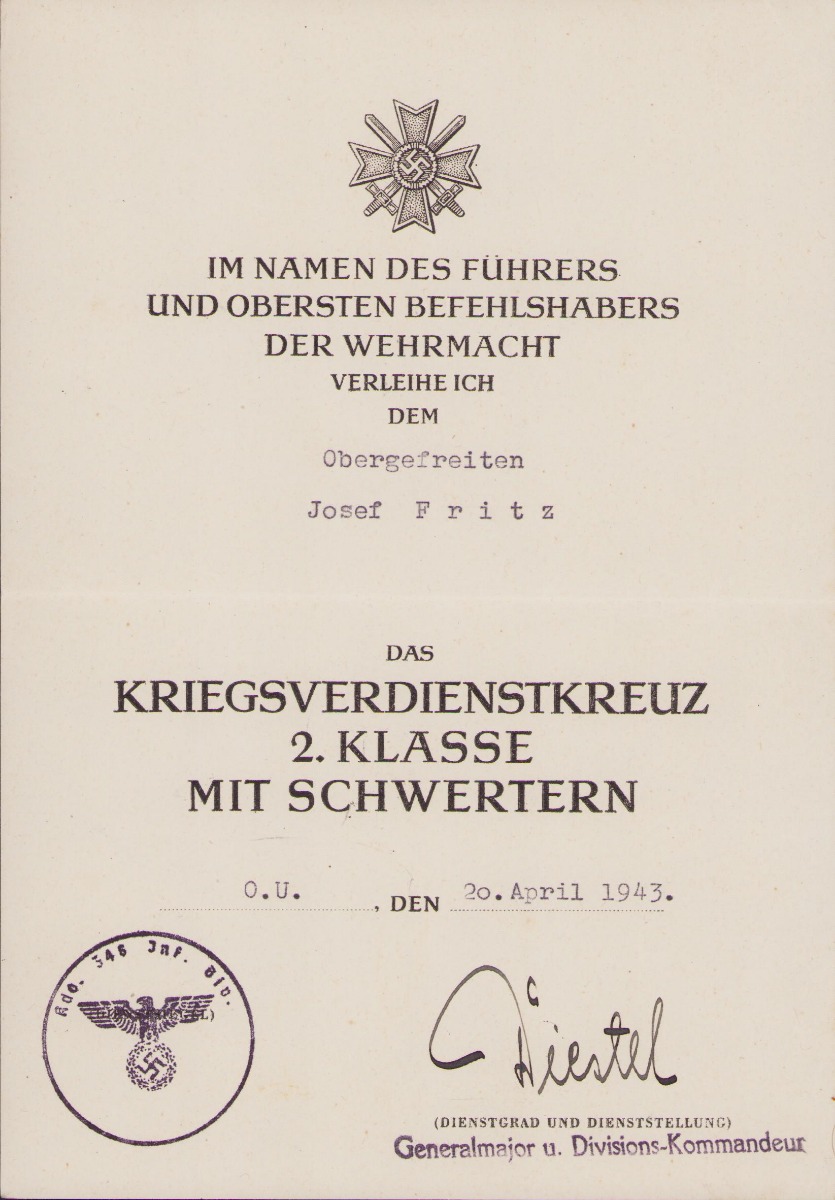 IM NAMEN DES FÜHRERS
UND OBERSTEN BEFEHLSHABERS
DER WEHRMACHT
VERLEIHE ICH
DEM
Obergefreiten
Josef F r i t z
DAS
KRIEGSVERDIENSTKREUZ
2. KLASSE
MIT SCHWERTERN
O.U. , DEN 2o. April 1943.
Kdo. 346 Inf. Div.
(DIENSTSIEGEL)
Diestel
(DIENSTGRAD UND DIENSTSTELLUNG)
Generalmajor u. Divisions-Kommandeur